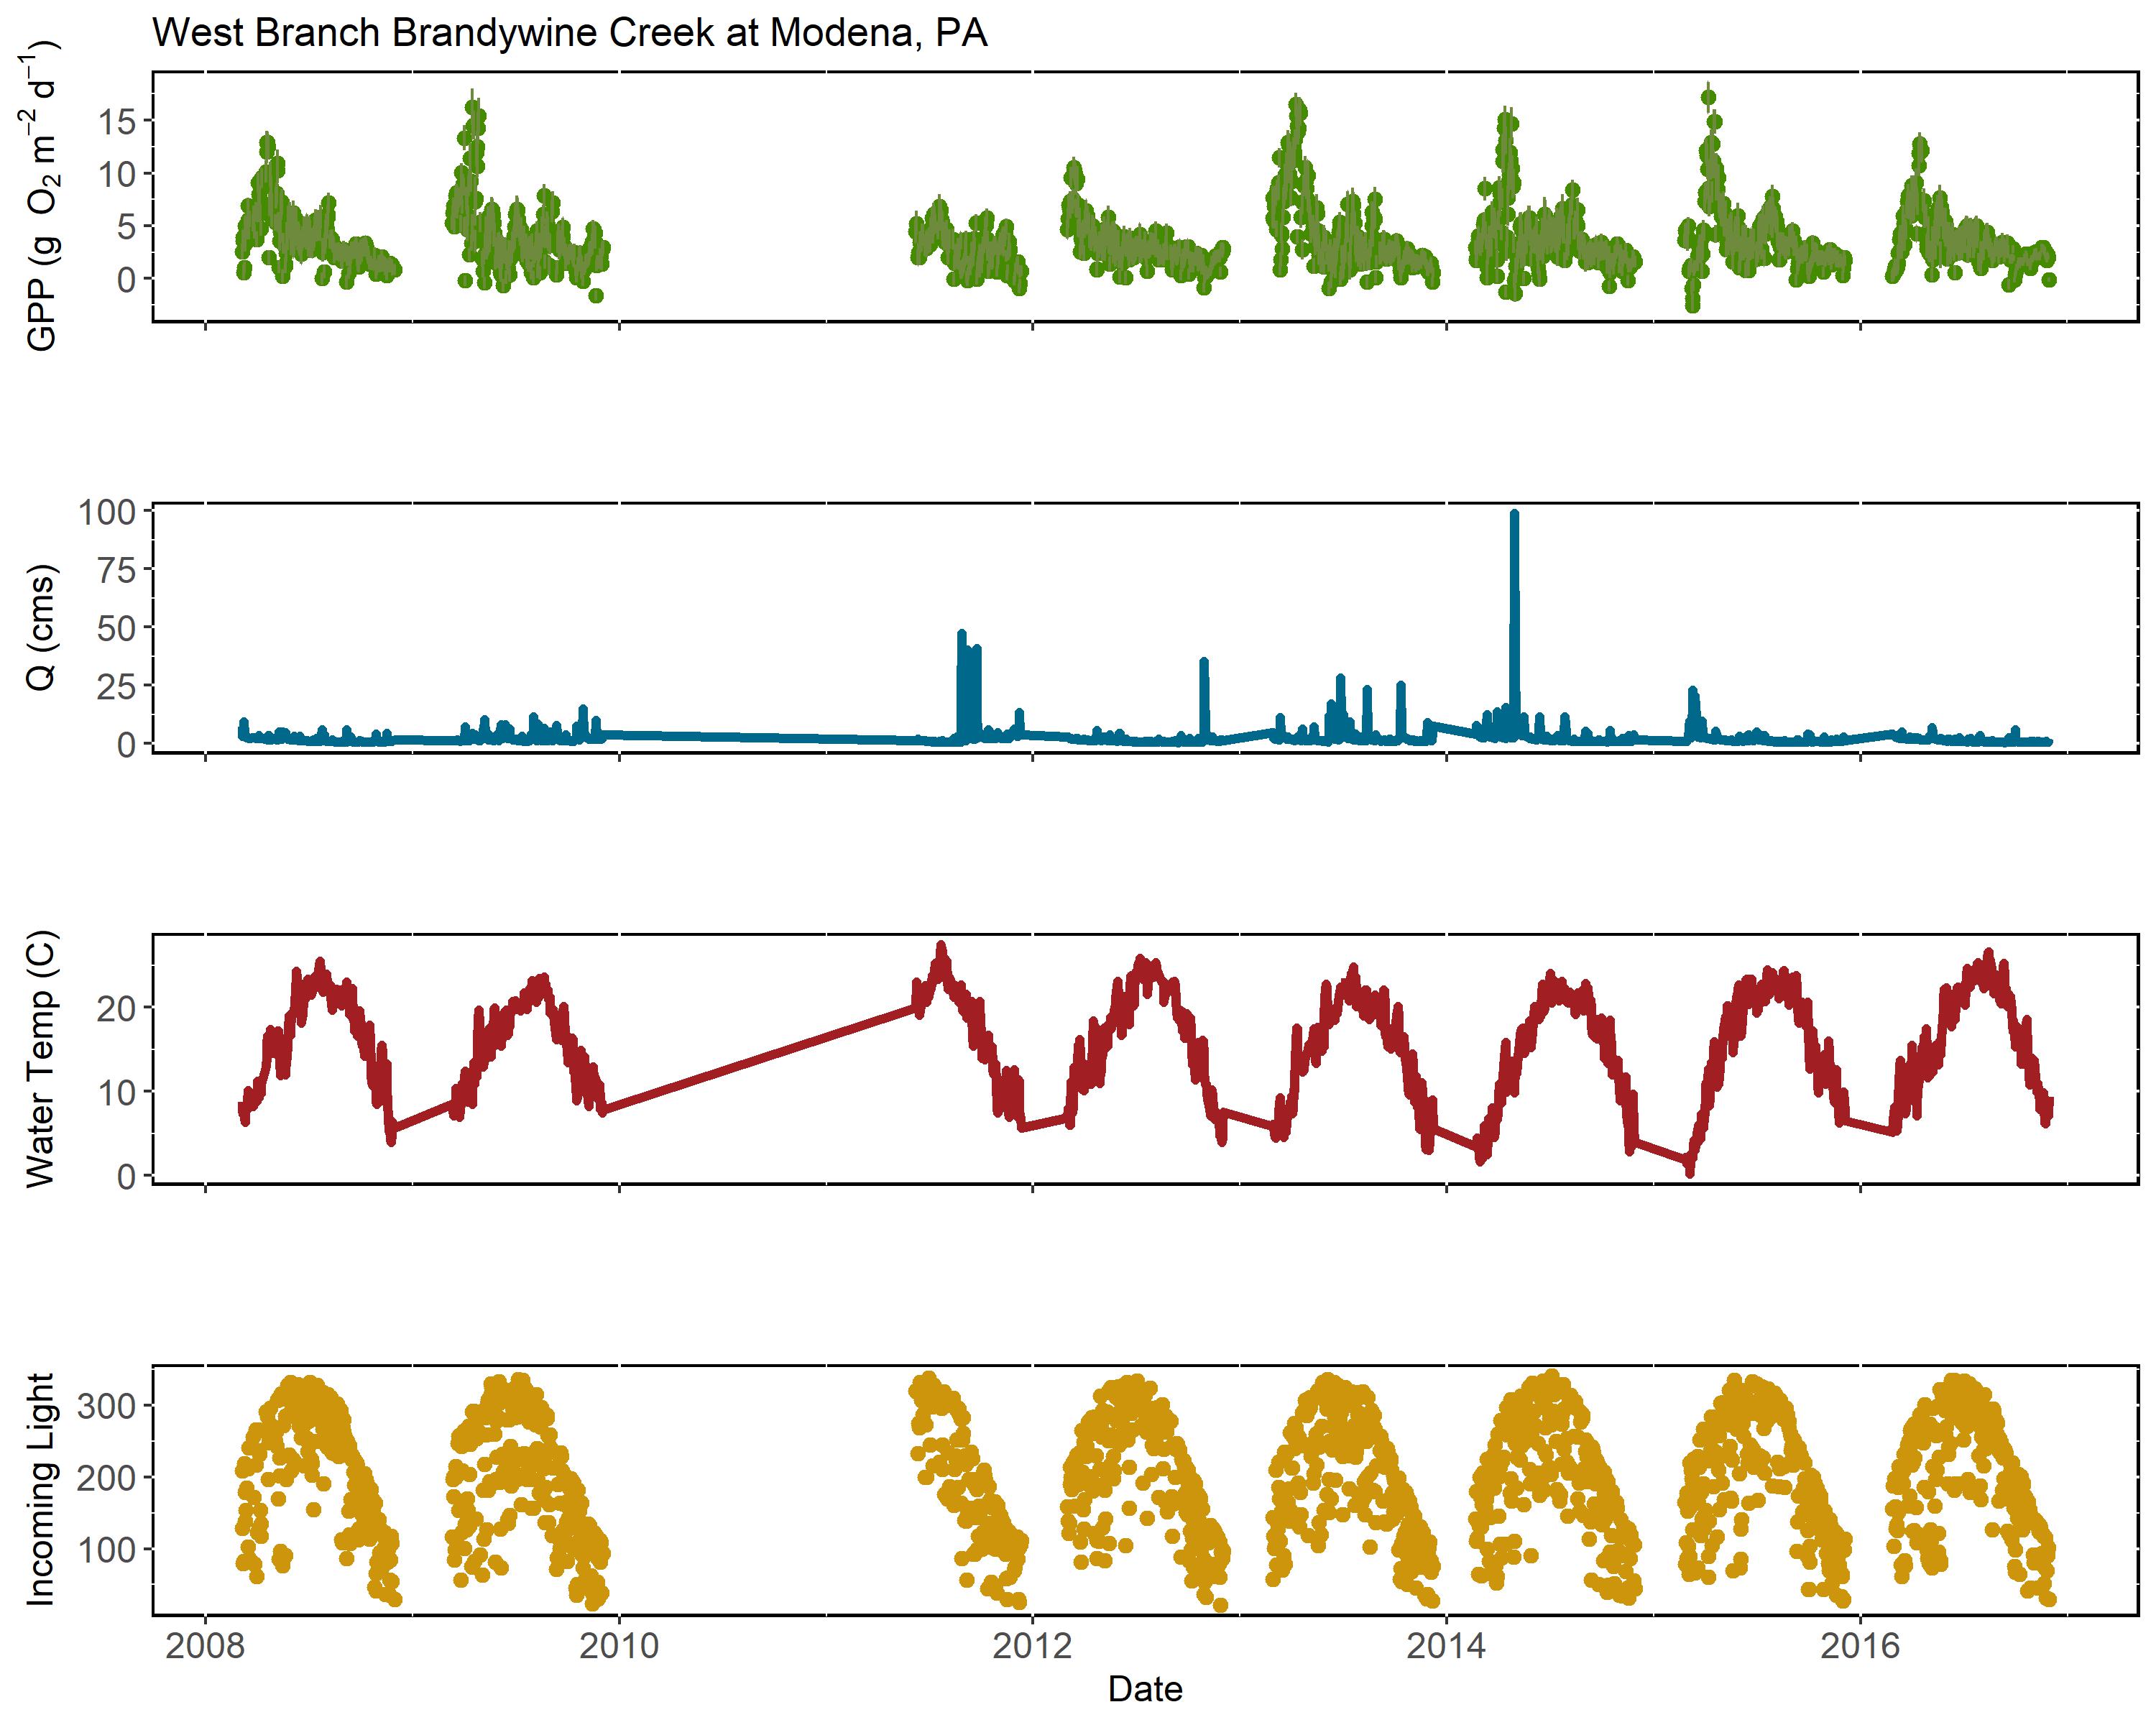 West Branch Brandywine Creek at Modena, PA
GPP (g O₂ m⁻² d⁻¹)
15
10
5
0
Q (cms)
100
75
50
25
0
Water Temp (C)
20
10
0
Incoming Light
300
200
100
2008 2010 2012 2014 2016
Date